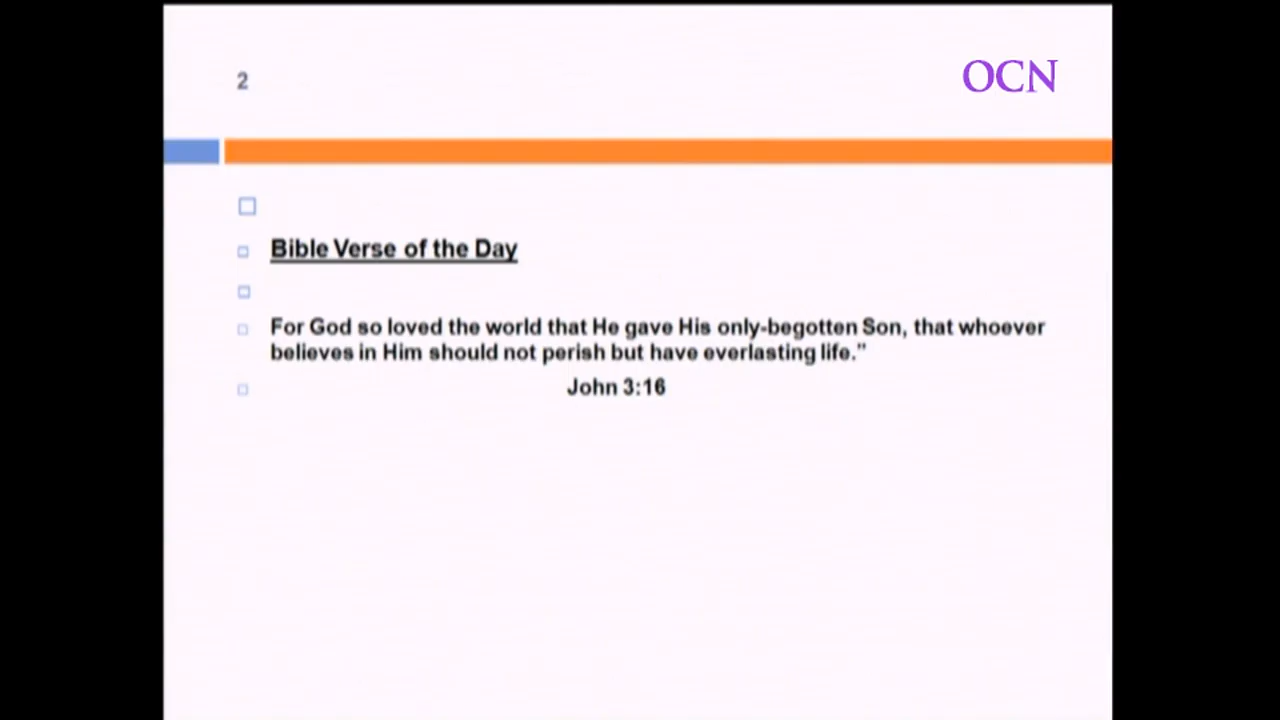 2
OCN
Bible Verse of the Day
For God so loved the world that He gave His only-begotten Son, that whoever
believes in Him should not perish but have everlasting life.”
John 3:16